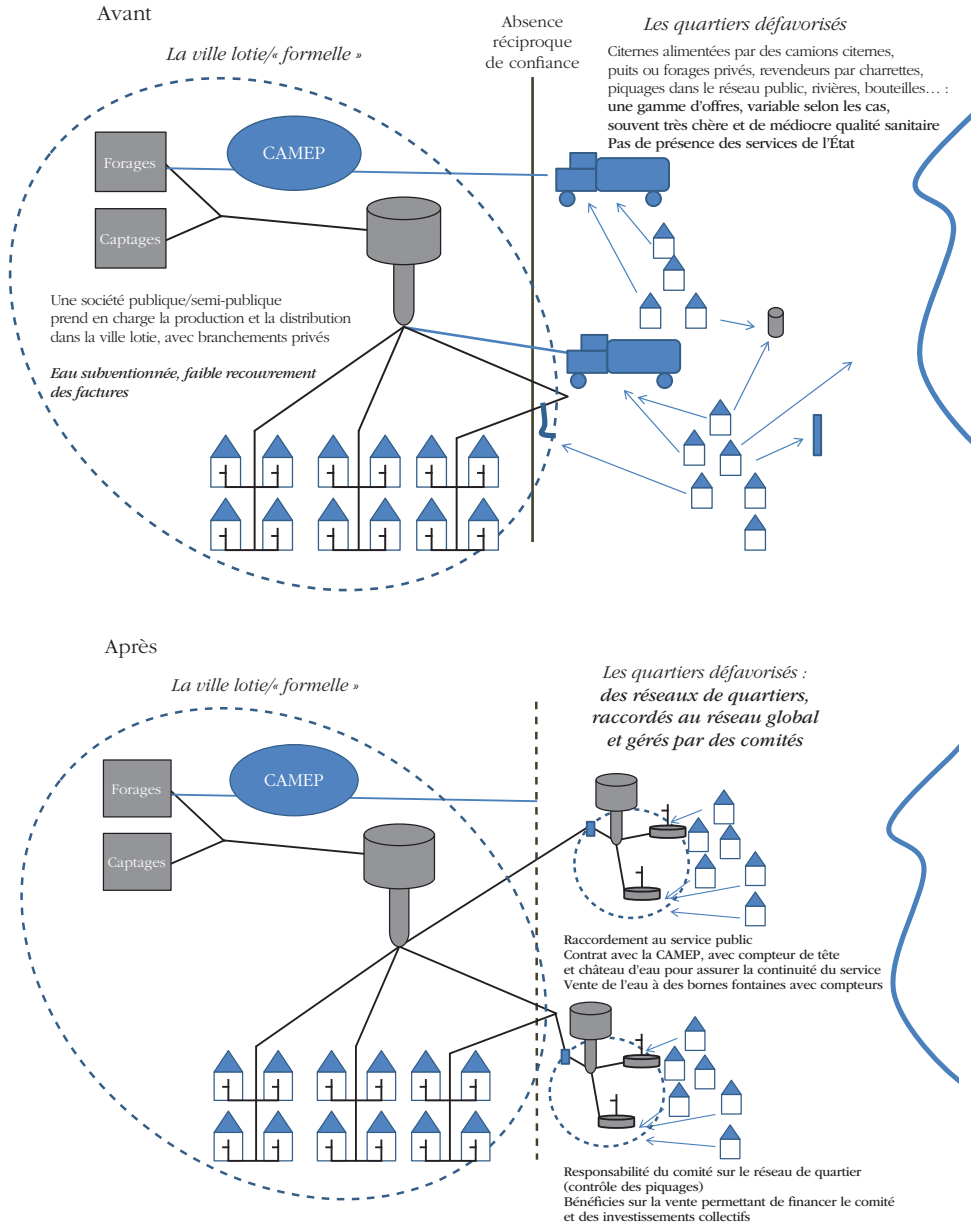 Avant
La ville lotie/« formelle »
Absence
réciproque
de confiance
Les quartiers défavorisés
Citernes alimentées par des camions citernes,
puits ou forages privés, revendeurs par charrettes,
piquages dans le réseau public, rivières, bouteilles… :
une gamme d'offres, variable selon les cas,
souvent très chère et de médiocre qualité sanitaire
Pas de présence des services de l'État
CAMEP
Forages
Captages
Une société publique/semi-publique
prend en charge la production et la distribution
dans la ville lotie, avec branchements privés
Eau subventionnée, faible recouvrement
des factures
Après
La ville lotie/« formelle »
Les quartiers défavorisés :
des réseaux de quartiers,
raccordés au réseau global
et gérés par des comités
CAMEP
Forages
Captages
Raccordement au service public
Contrat avec la CAMEP, avec compteur de tête
et château d'eau pour assurer la continuité du service
Vente de l'eau à des bornes fontaines avec compteurs
Responsabilité du comité sur le réseau de quartier
(contrôle des piquages)
Bénéficies sur la vente permettant de financer le comité
et des investissements collectifs